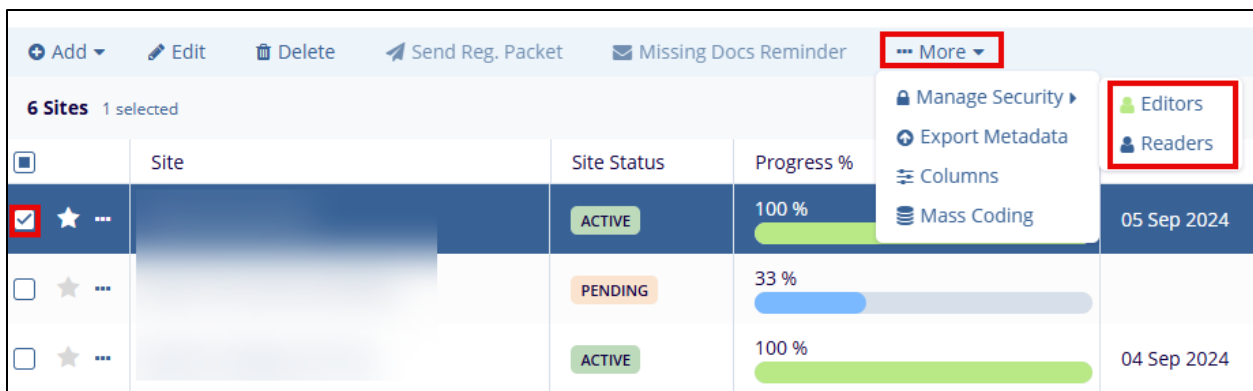 Add Edit Delete Send Reg. Packet Missing Docs Reminder More
6 Sites 1 selected
Manage Security
Export Metadata
Columns
Mass Coding
Editors
Readers
Site Site Status Progress %
ACTIVE 100 % 05 Sep 2024
PENDING 33 %
ACTIVE 100 % 04 Sep 2024